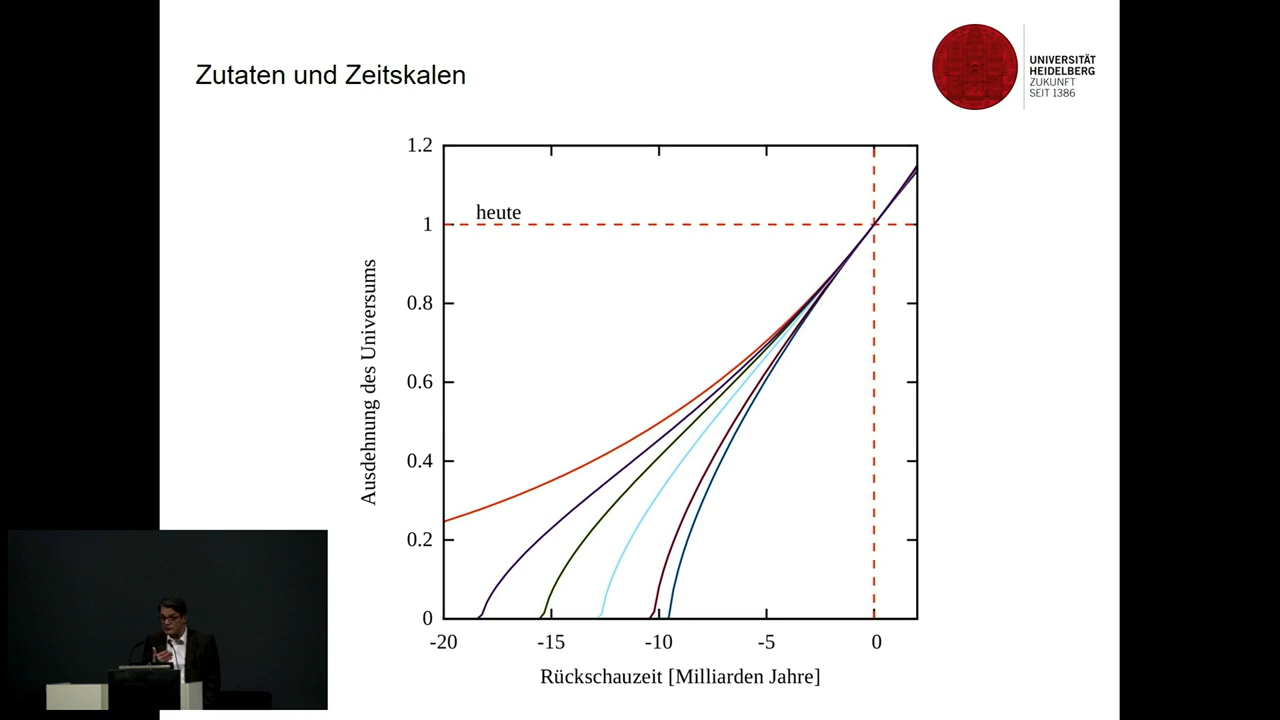 Zutaten und Zeitskalen
UNIVERSITÄT
HEIDELBERG
ZUKUNFT
SEIT 1386
1.2
heute
1
0.8
0.6
0.4
0.2
0
Ausdehnung des Universums
-20
-15
-10
-5
0
Rückschauzeit [Milliarden Jahre]